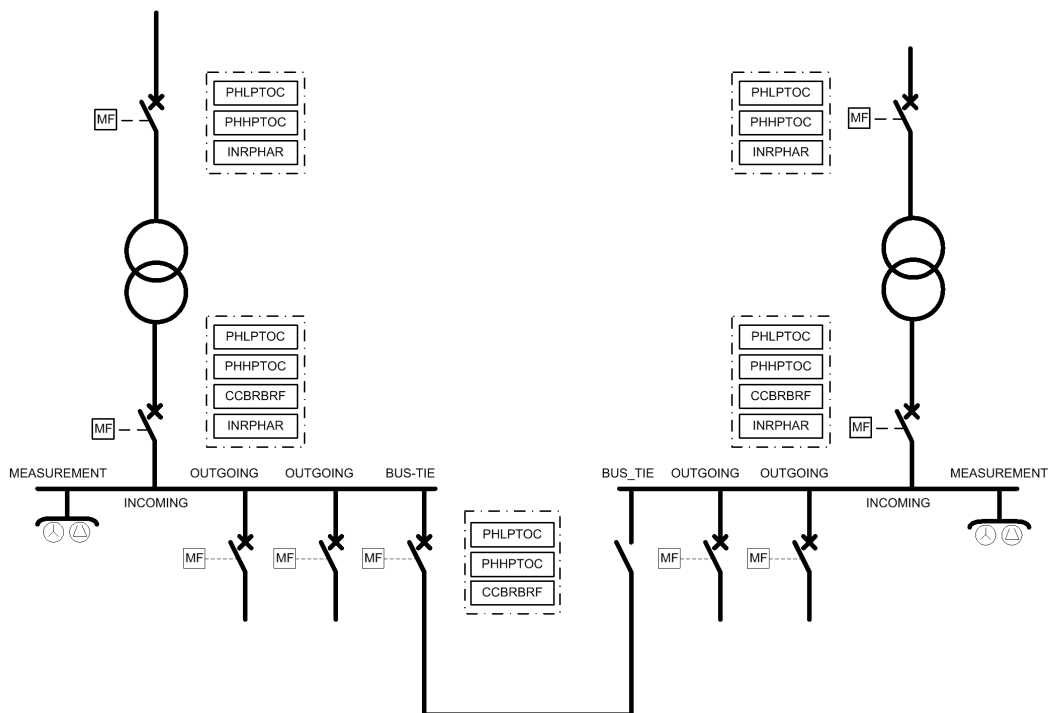 PHLPTOC
PHHPTOC
INRPHAR
MF
PHLPTOC
PHHPTOC
INRPHAR
MF
PHLPTOC
PHHPTOC
CCBRBRF
INRPHAR
MF
PHLPTOC
PHHPTOC
CCBRBRF
INRPHAR
MF
MEASUREMENT
OUTGOING
OUTGOING
BUS-TIE
BUS_TIE
OUTGOING
OUTGOING
MEASUREMENT
INCOMING
INCOMING
MF
MF
MF
PHLPTOC
PHHPTOC
CCBRBRF
MF
MF